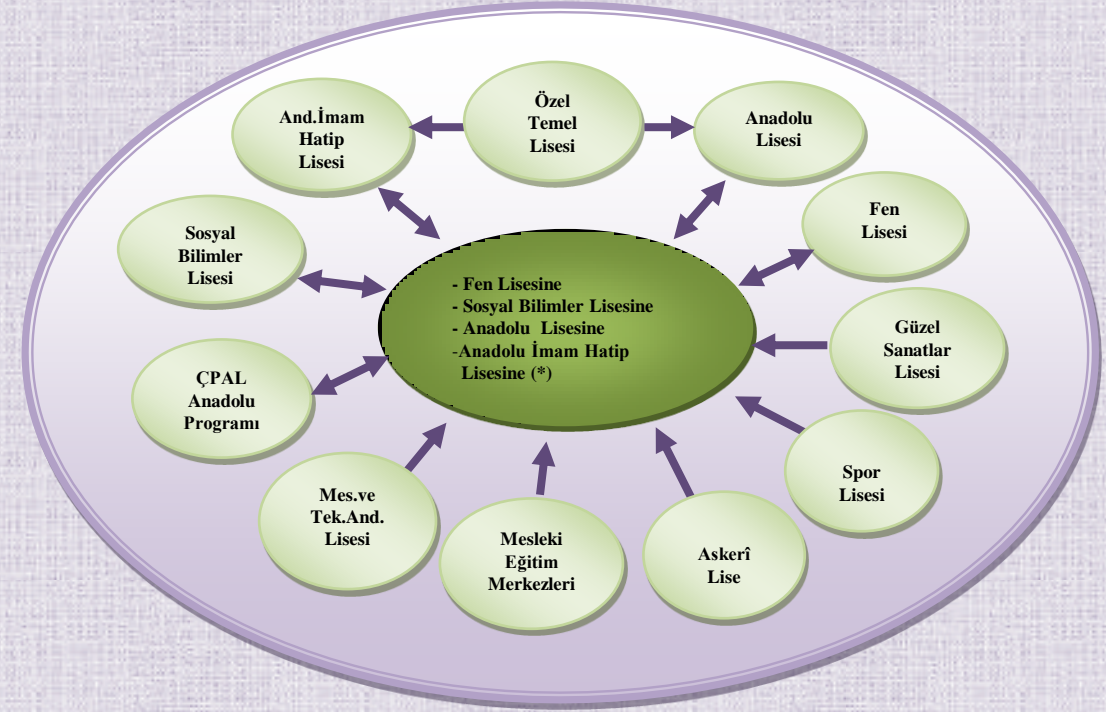 Özel
Temel
Lisesi
And.İmam
Hatip
Lisesi
Anadolu
Lisesi
Fen
Lisesi
Sosyal
Bilimler
Lisesi
- Fen Lisesine
- Sosyal Bilimler Lisesine
- Anadolu Lisesine
-Anadolu İmam Hatip
Lisesine (*)
Güzel
Sanatlar
Lisesi
ÇPAL
Anadolu
Programı
Spor
Lisesi
Mes.ve
Tek.And.
Lisesi
Mesleki
Eğitim
Merkezleri
Askerî
Lise